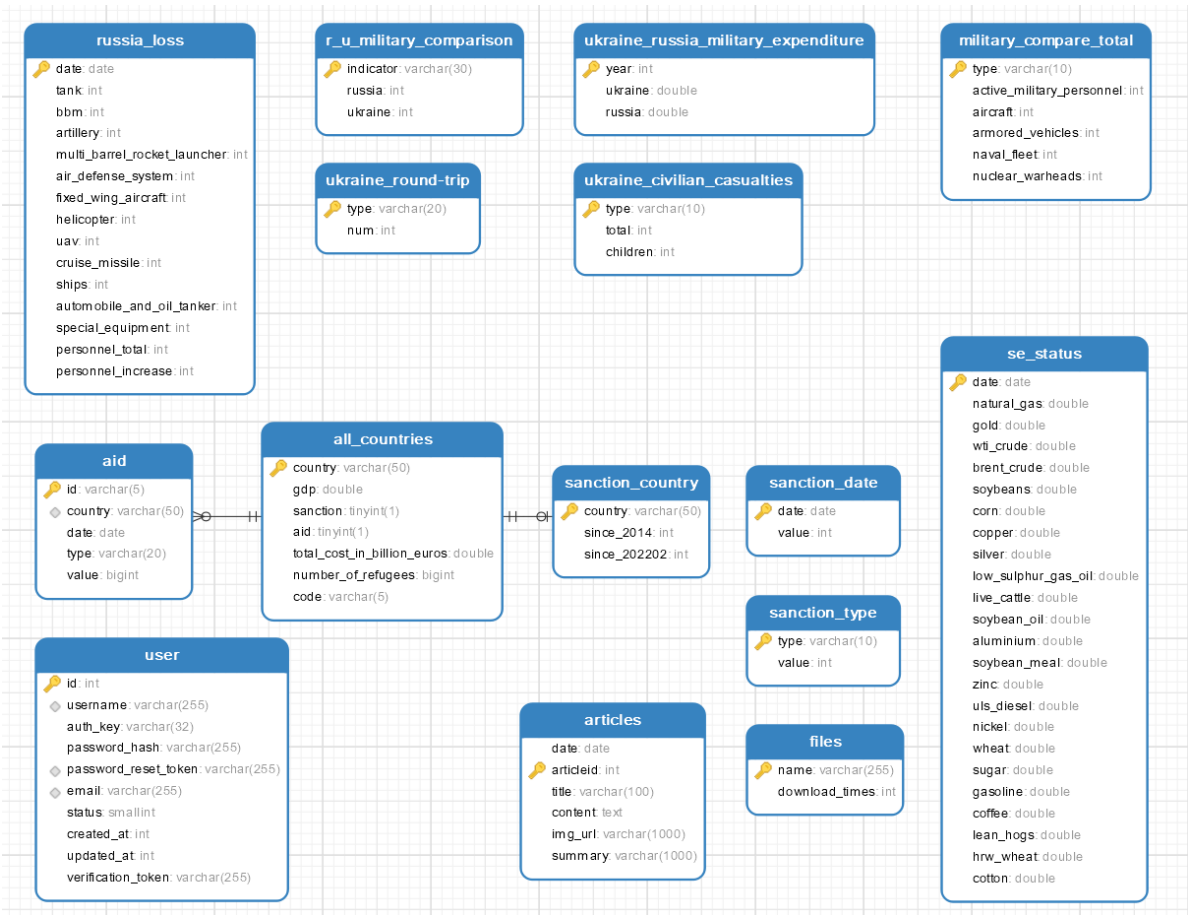 russia_loss
date: date
tank: int
bbm: int
artillery: int
multi_barrel_rocket_launcher: int
air_defense_system: int
fixed_wing_aircraft: int
helicopter: int
uav: int
cruise_missile: int
ships: int
automobile_and_oil_tanker: int
special_equipment: int
personnel_total: int
personnel_increase: int
r_u_military_comparison
indicator: varchar(30)
russia: int
ukraine: int
ukraine_russia_military_expenditure
year: int
ukraine: double
russia: double
military_compare_total
type: varchar(10)
active_military_personnel: int
aircraft: int
armored_vehicles: int
naval_fleet: int
nuclear_warheads: int
ukraine_round-trip
type: varchar(20)
num: int
ukraine_civilian_casualties
type: varchar(10)
total: int
children: int
aid
id: varchar(5)
country: varchar(50)
date: date
type: varchar(20)
value: bigint
all_countries
country: varchar(50)
gdp: double
sanction: tinyint(1)
aid: tinyint(1)
total_cost_in_billion_euros: double
number_of_refugees: bigint
code: varchar(5)
sanction_country
country: varchar(50)
since_2014: int
since_202202: int
sanction_date
date: date
value: int
sanction_type
type: varchar(10)
value: int
se_status
date: date
natural_gas: double
gold: double
wti_crude: double
brent_crude: double
soybeans: double
corn: double
copper: double
silver: double
low_sulphur_gas_oil: double
live_cattle: double
soybean_oil: double
aluminium: double
soybean_meal: double
zinc: double
uls_diesel: double
nickel: double
wheat: double
sugar: double
gasoline: double
coffee: double
lean_hogs: double
hrw_wheat: double
cotton: double
user
id: int
username: varchar(255)
auth_key: varchar(32)
password_hash: varchar(255)
password_reset_token: varchar(255)
email: varchar(255)
status: smallint
created_at: int
updated_at: int
verification_token: varchar(255)
articles
date: date
articleid: int
title: varchar(100)
content: text
img_url: varchar(1000)
summary: varchar(1000)
files
name: varchar(255)
download_times: int